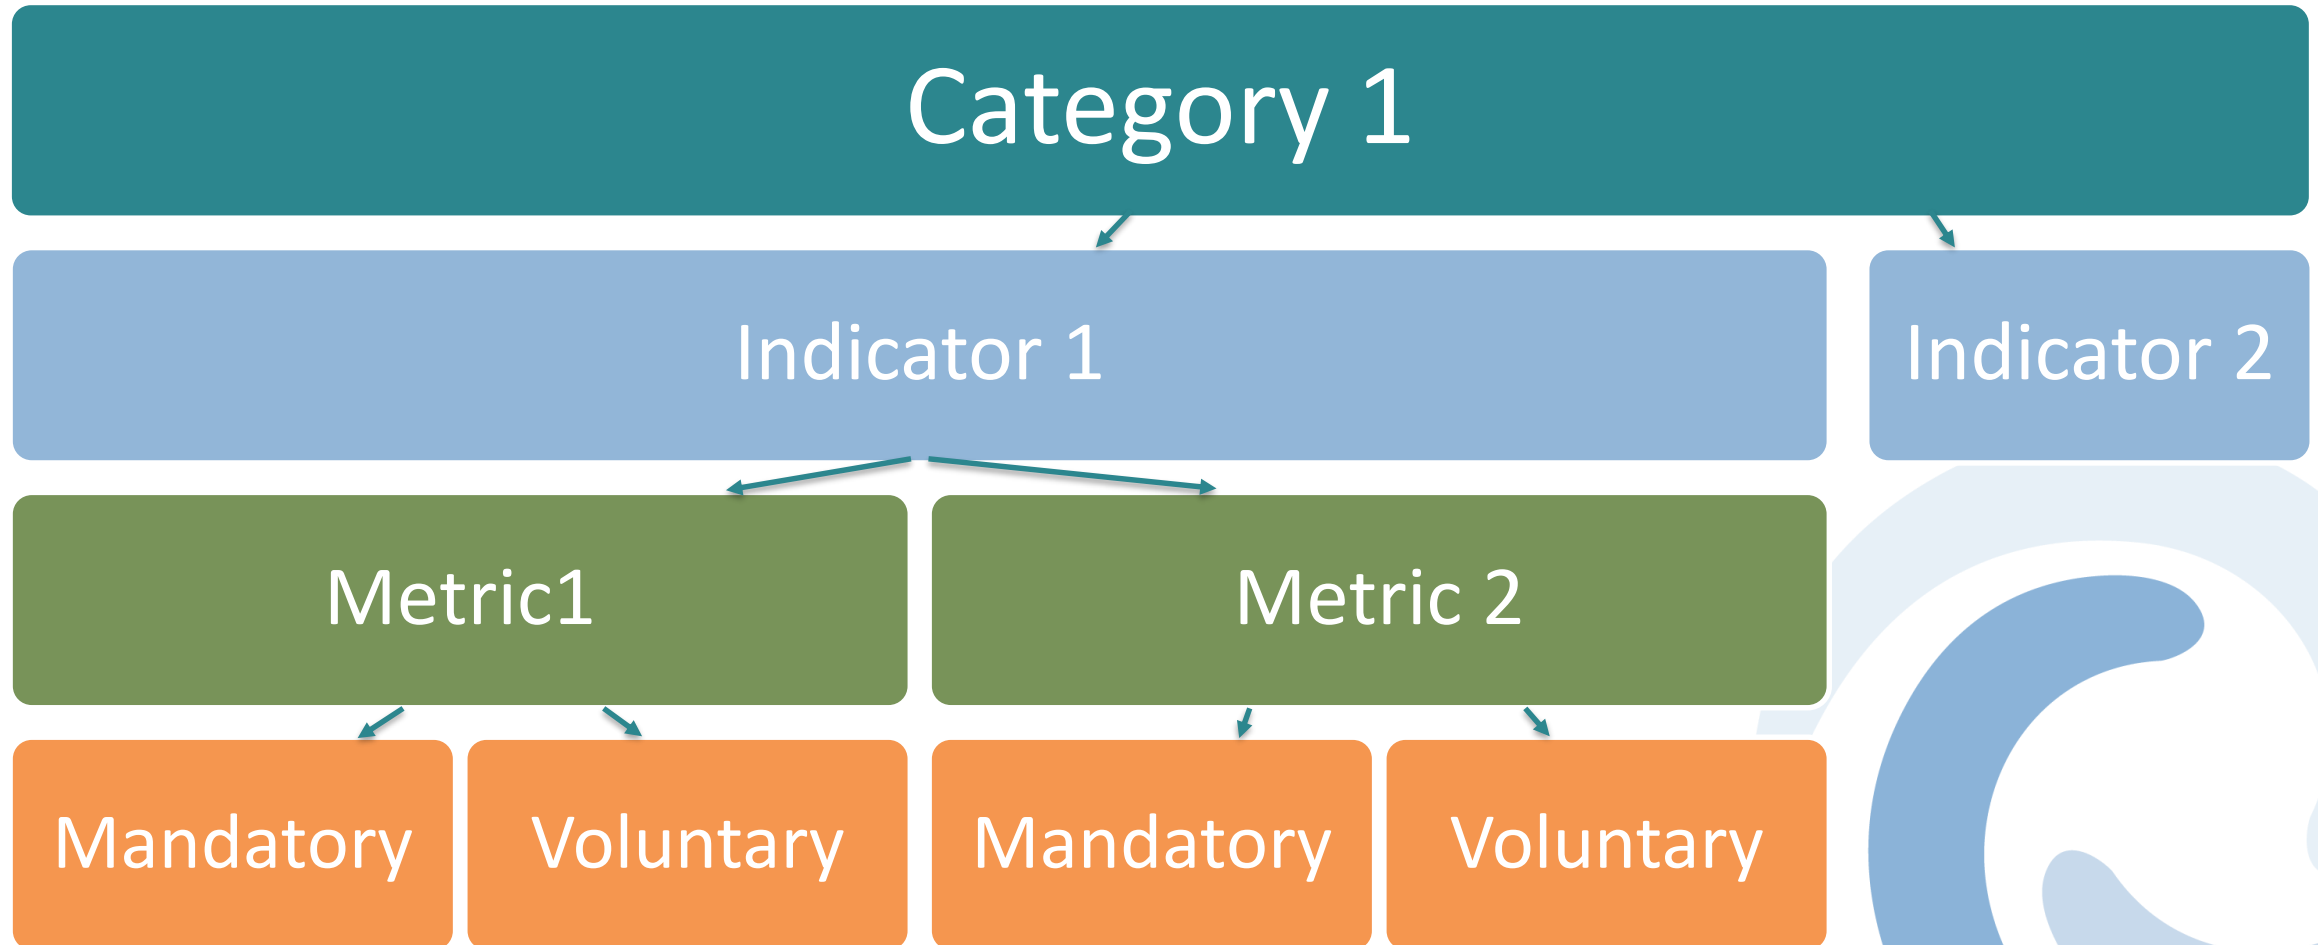 Category 1
Indicator 1
Indicator 2
Metric1
Metric 2
Mandatory
Voluntary
Mandatory
Voluntary